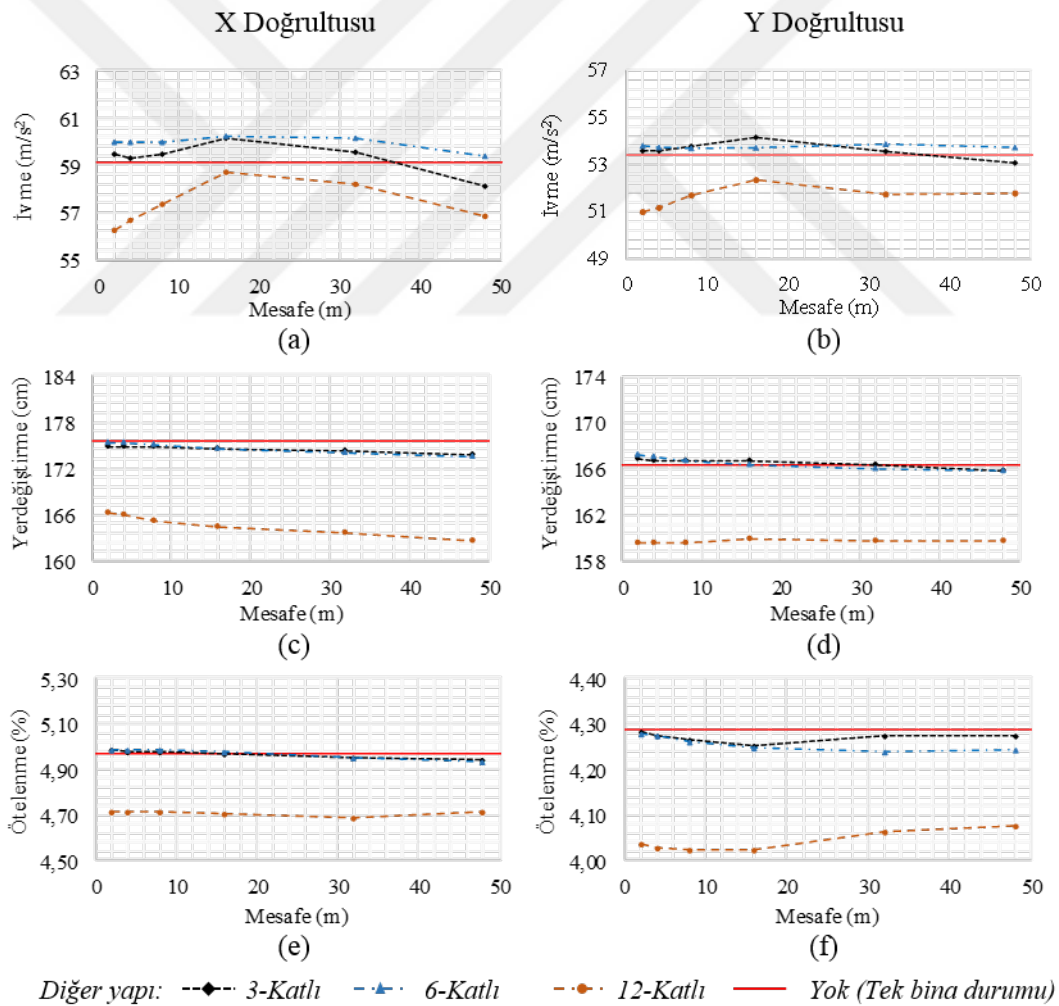 X Doğrultusu
Y Doğrultusu
İvme (m/s²)
63
61
59
57
55
0 10 20 30 40 50
Mesafe (m)
(a)
İvme (m/s²)
57
55
53
51
49
0 10 20 30 40 50
Mesafe (m)
(b)
Yerdeğiştirme (cm)
184
178
172
166
160
0 10 20 30 40 50
Mesafe (m)
(c)
Yerdeğiştirme (cm)
174
170
166
162
158
0 10 20 30 40 50
Mesafe (m)
(d)
Ötelenme (%)
5,30
5,10
4,90
4,70
4,50
0 10 20 30 40 50
Mesafe (m)
(e)
Ötelenme (%)
4,40
4,30
4,20
4,10
4,00
0 10 20 30 40 50
Mesafe (m)
(f)
Diğer yapı: 3-Katlı 6-Katlı 12-Katlı Yok (Tek bina durumu)